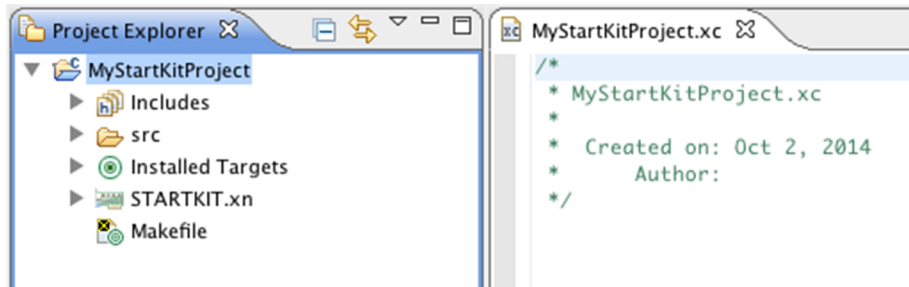 Project Explorer
MyStartKitProject
Includes
src
Installed Targets
STARTKIT.xn
Makefile
MyStartKitProject.xc
/*
* MyStartKitProject.xc
*
* Created on: Oct 2, 2014
* Author:
*/